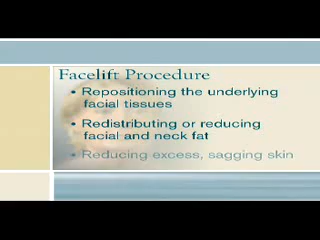 Facelift Procedure
• Repositioning the underlying
facial tissues
• Redistributing or reducing
facial and neck fat
• Reducing excess, sagging skin